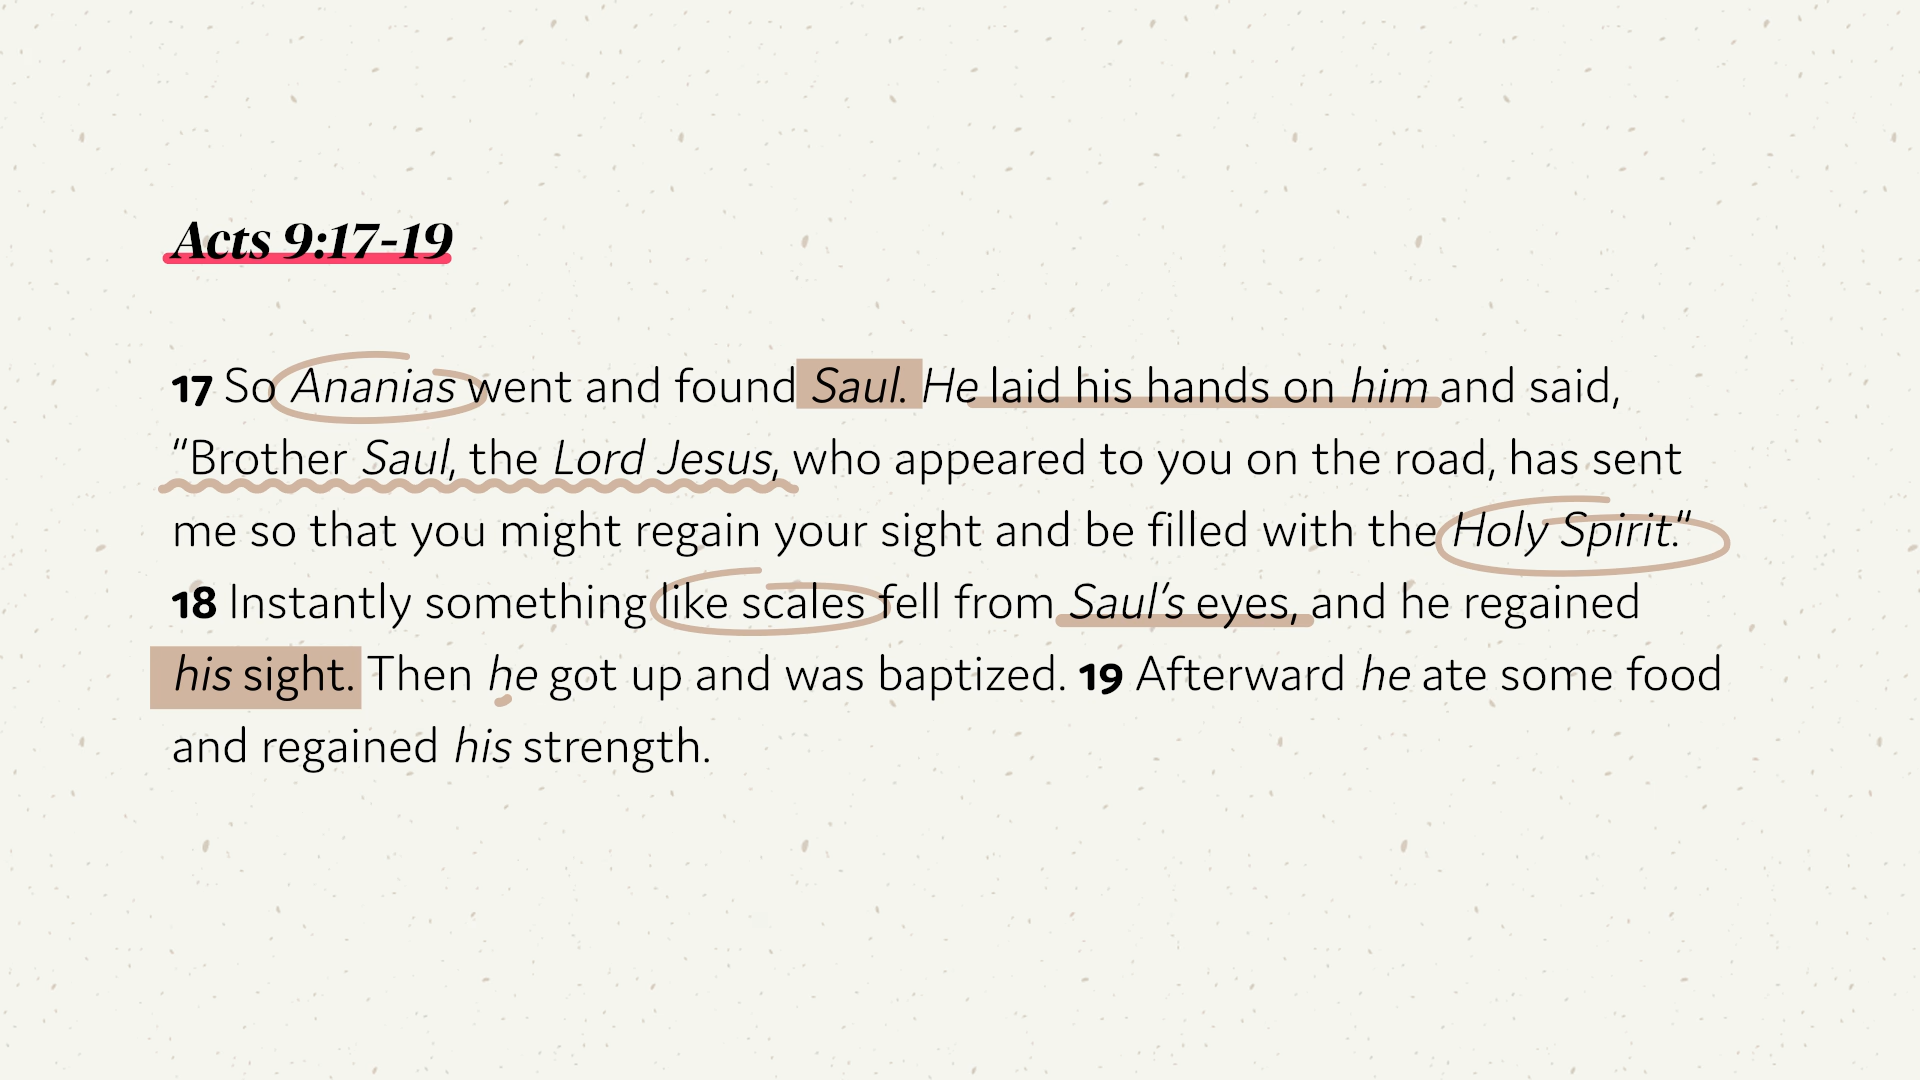 Acts 9:17-19
17 So Ananias went and found Saul. He laid his hands on him and said,
“Brother Saul, the Lord Jesus, who appeared to you on the road, has sent
me so that you might regain your sight and be filled with the Holy Spirit.”
18 Instantly something like scales fell from Saul’s eyes, and he regained
his sight. Then he got up and was baptized. 19 Afterward he ate some food
and regained his strength.